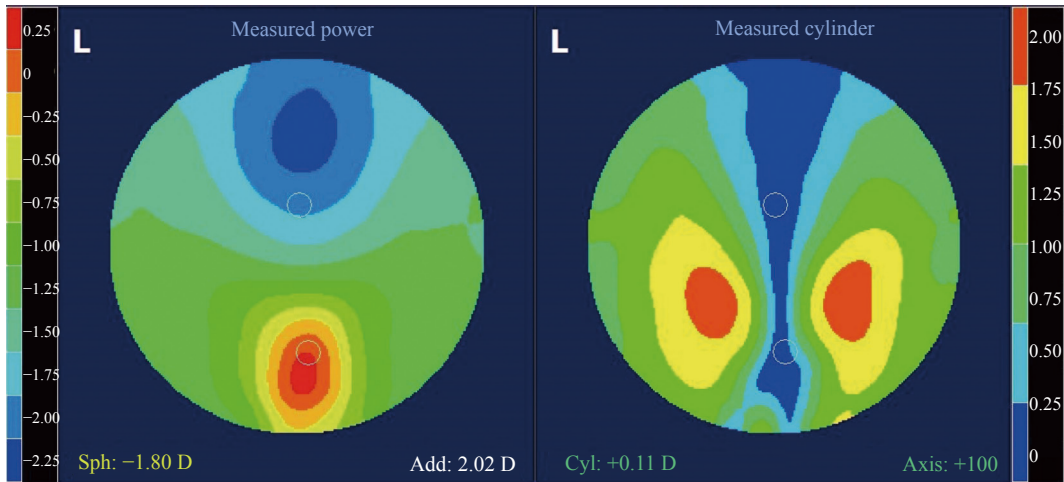 L
Measured power
0.25
0
−0.25
−0.50
−0.75
−1.00
−1.25
−1.50
−1.75
−2.00
−2.25
Sph: −1.80 D
Add: 2.02 D
L
Measured cylinder
2.00
1.75
1.50
1.25
1.00
0.75
0.50
0.25
0
Cyl: +0.11 D
Axis: +100